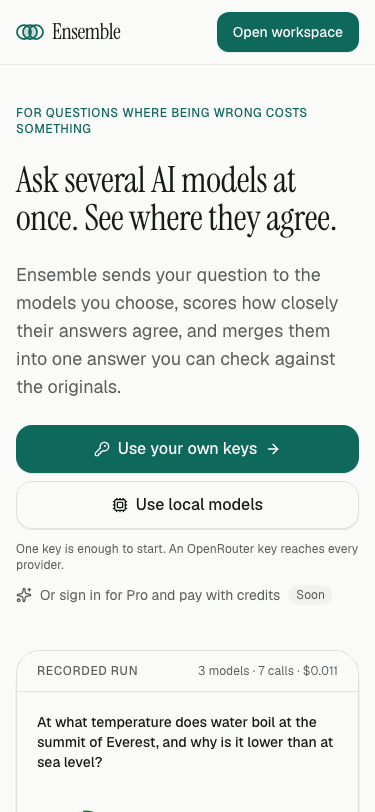 Ensemble
Open workspace
FOR QUESTIONS WHERE BEING WRONG COSTS
SOMETHING
Ask several AI models at
once. See where they agree.
Ensemble sends your question to the
models you choose, scores how closely
their answers agree, and merges them
into one answer you can check against
the originals.
Use your own keys →
Use local models
One key is enough to start. An OpenRouter key reaches every
provider.
Or sign in for Pro and pay with credits Soon
RECORDED RUN 3 models · 7 calls · $0.011
At what temperature does water boil at the
summit of Everest, and why is it lower than at
sea level?